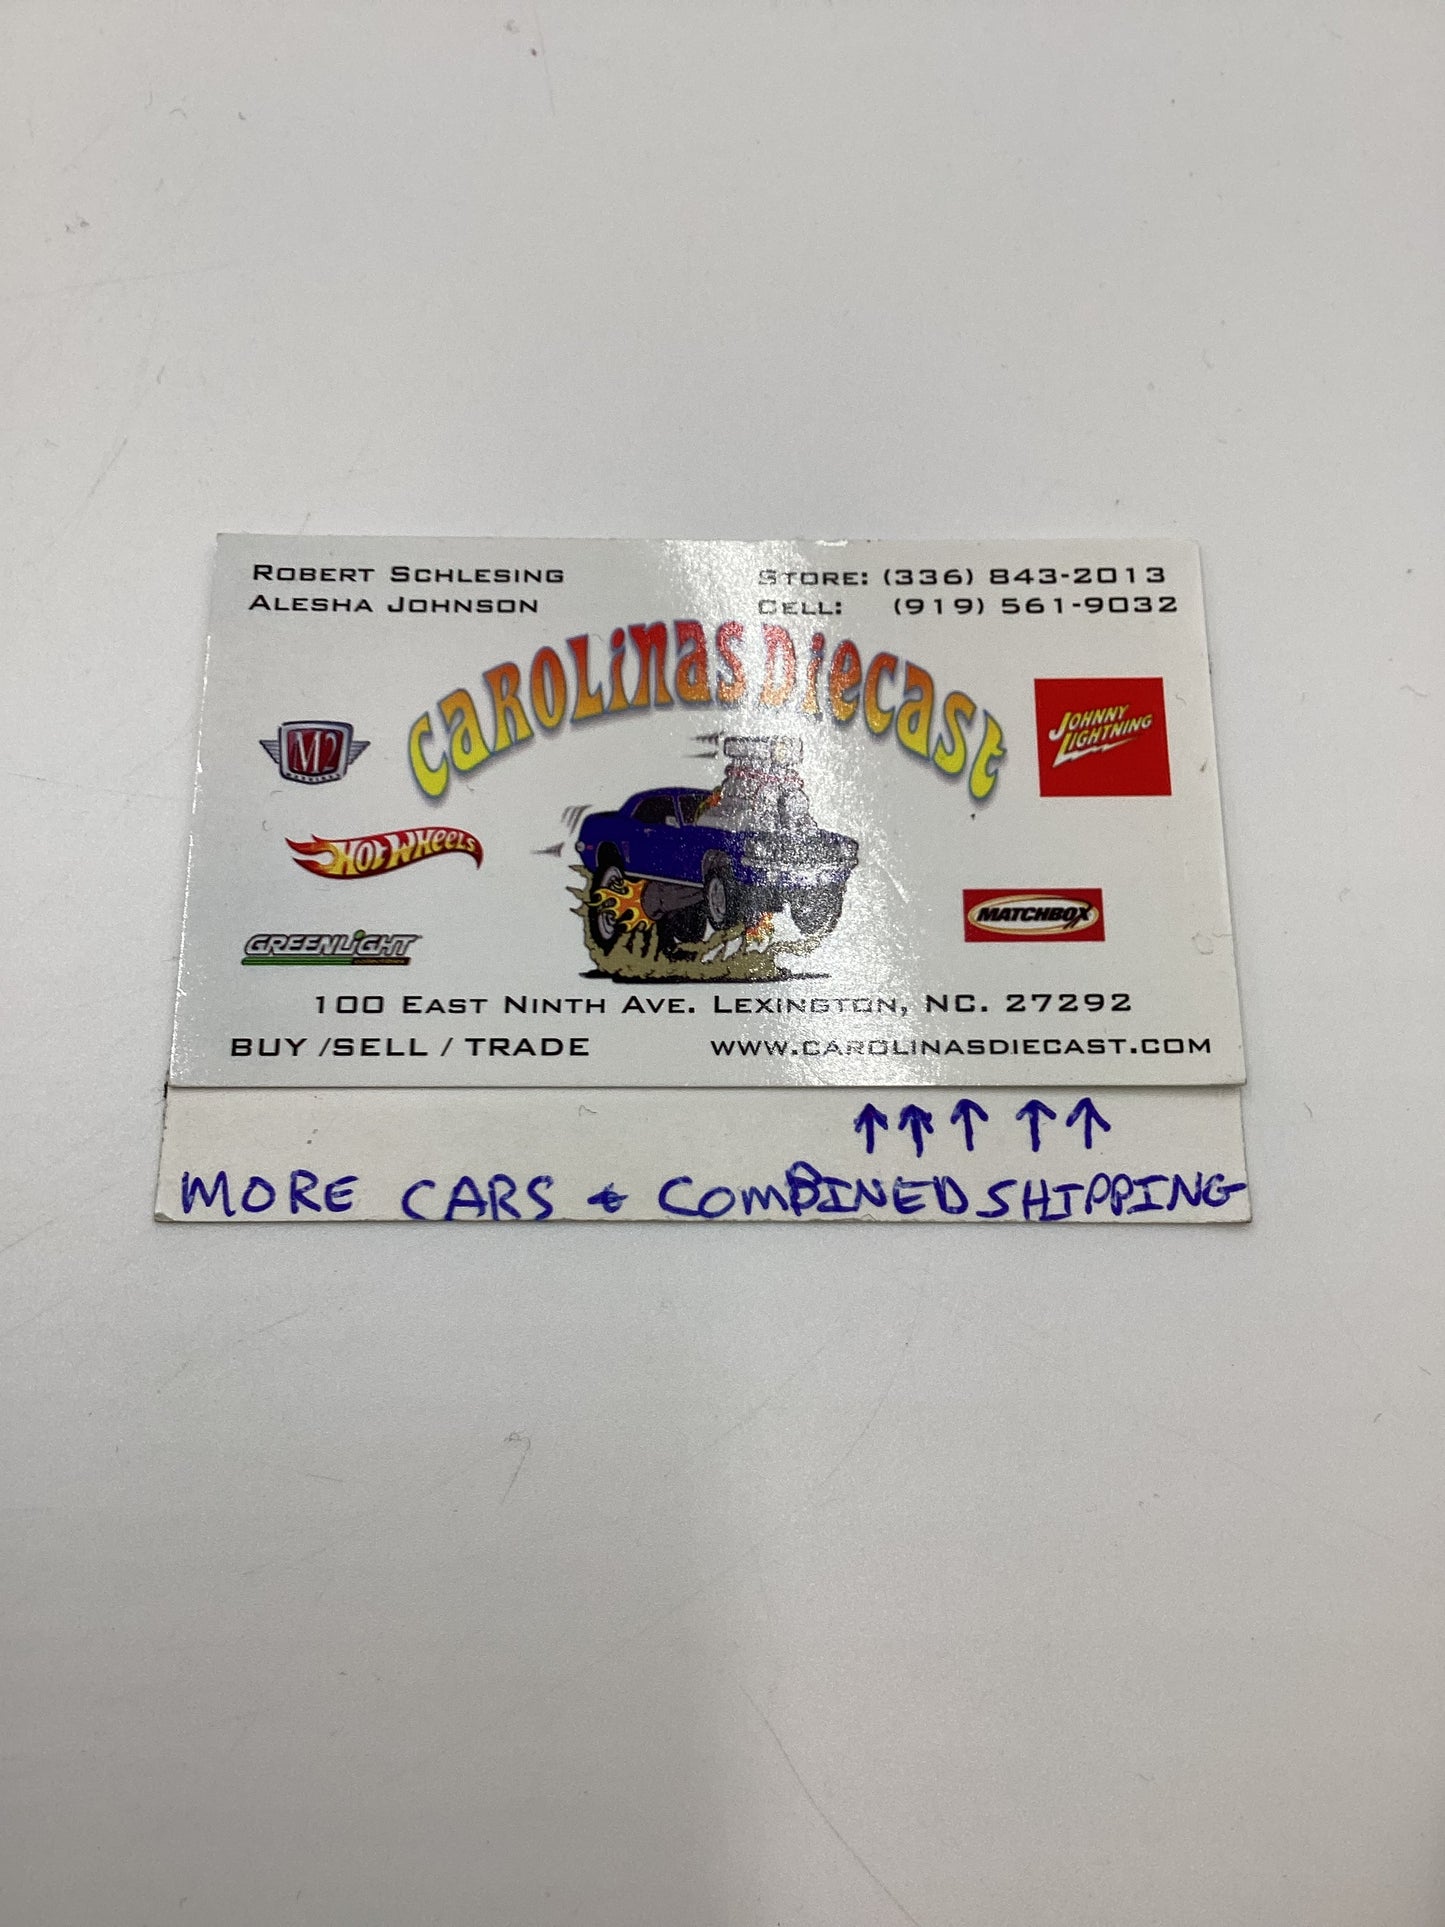 Robert Schlesing
Alesha Johnson
Store: (336) 843-2013
Cell: (919) 561-9032
Carolinas Diecast
M2
MACHINES
Johnny
Lightning
Hot Wheels
MATCHBOX
GREENLIGHT
collectibles
100 East Ninth Ave. Lexington, NC. 27292
BUY /SELL / TRADE
www.carolinasdiecast.com
↑↑↑ ↑↑
MORE CARS & COMBINED SHIPPING